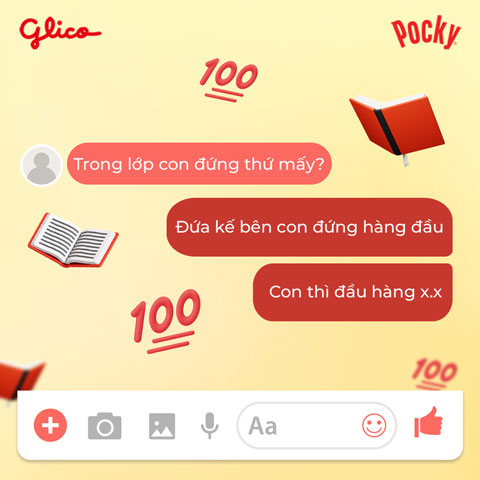 Glico
Pocky
100
Trong lớp con đứng thứ mấy?
Đứa kế bên con đứng hàng đầu
Con thì đầu hàng x.x
100
100
Aa